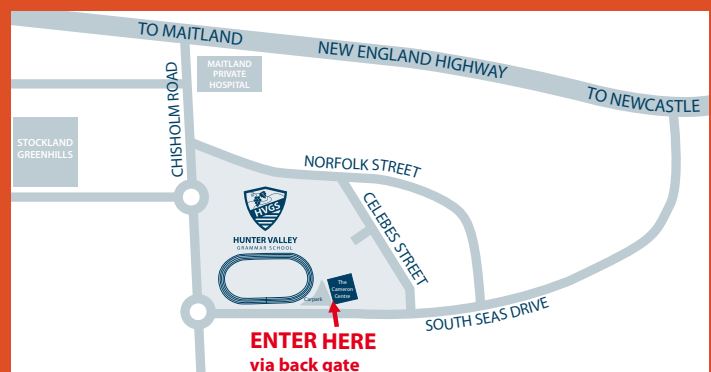 TO MAITLAND
NEW ENGLAND HIGHWAY
TO NEWCASTLE
MAITLAND
PRIVATE
HOSPITAL
CHISHOLM ROAD
STOCKLAND
GREENHILLS
NORFOLK STREET
CELEBES STREET
HVGS
HUNTER VALLEY
GRAMMAR SCHOOL
The
Cameron
Centre
Carpark
SOUTH SEAS DRIVE
ENTER HERE
via back gate